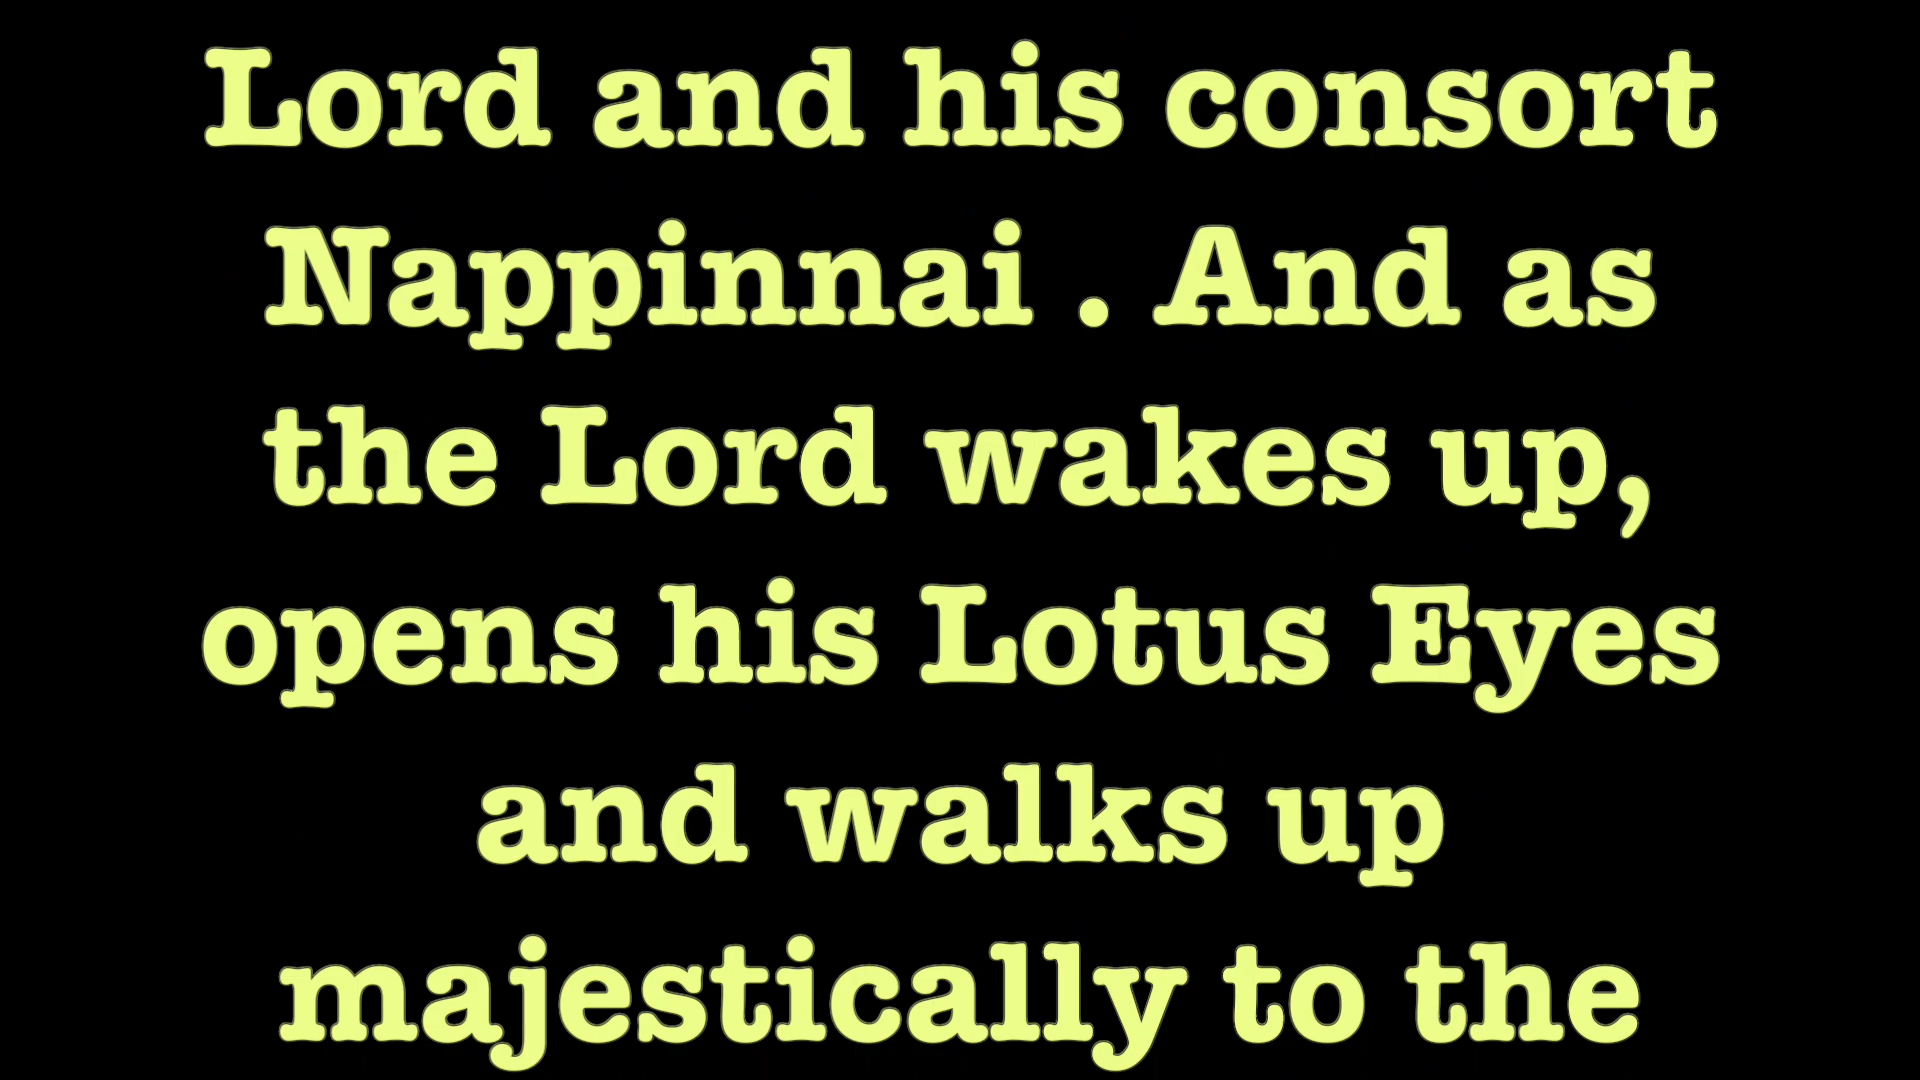 Lord and his consort
Nappinnai . And as
the Lord wakes up,
opens his Lotus Eyes
and walks up
majestically to the